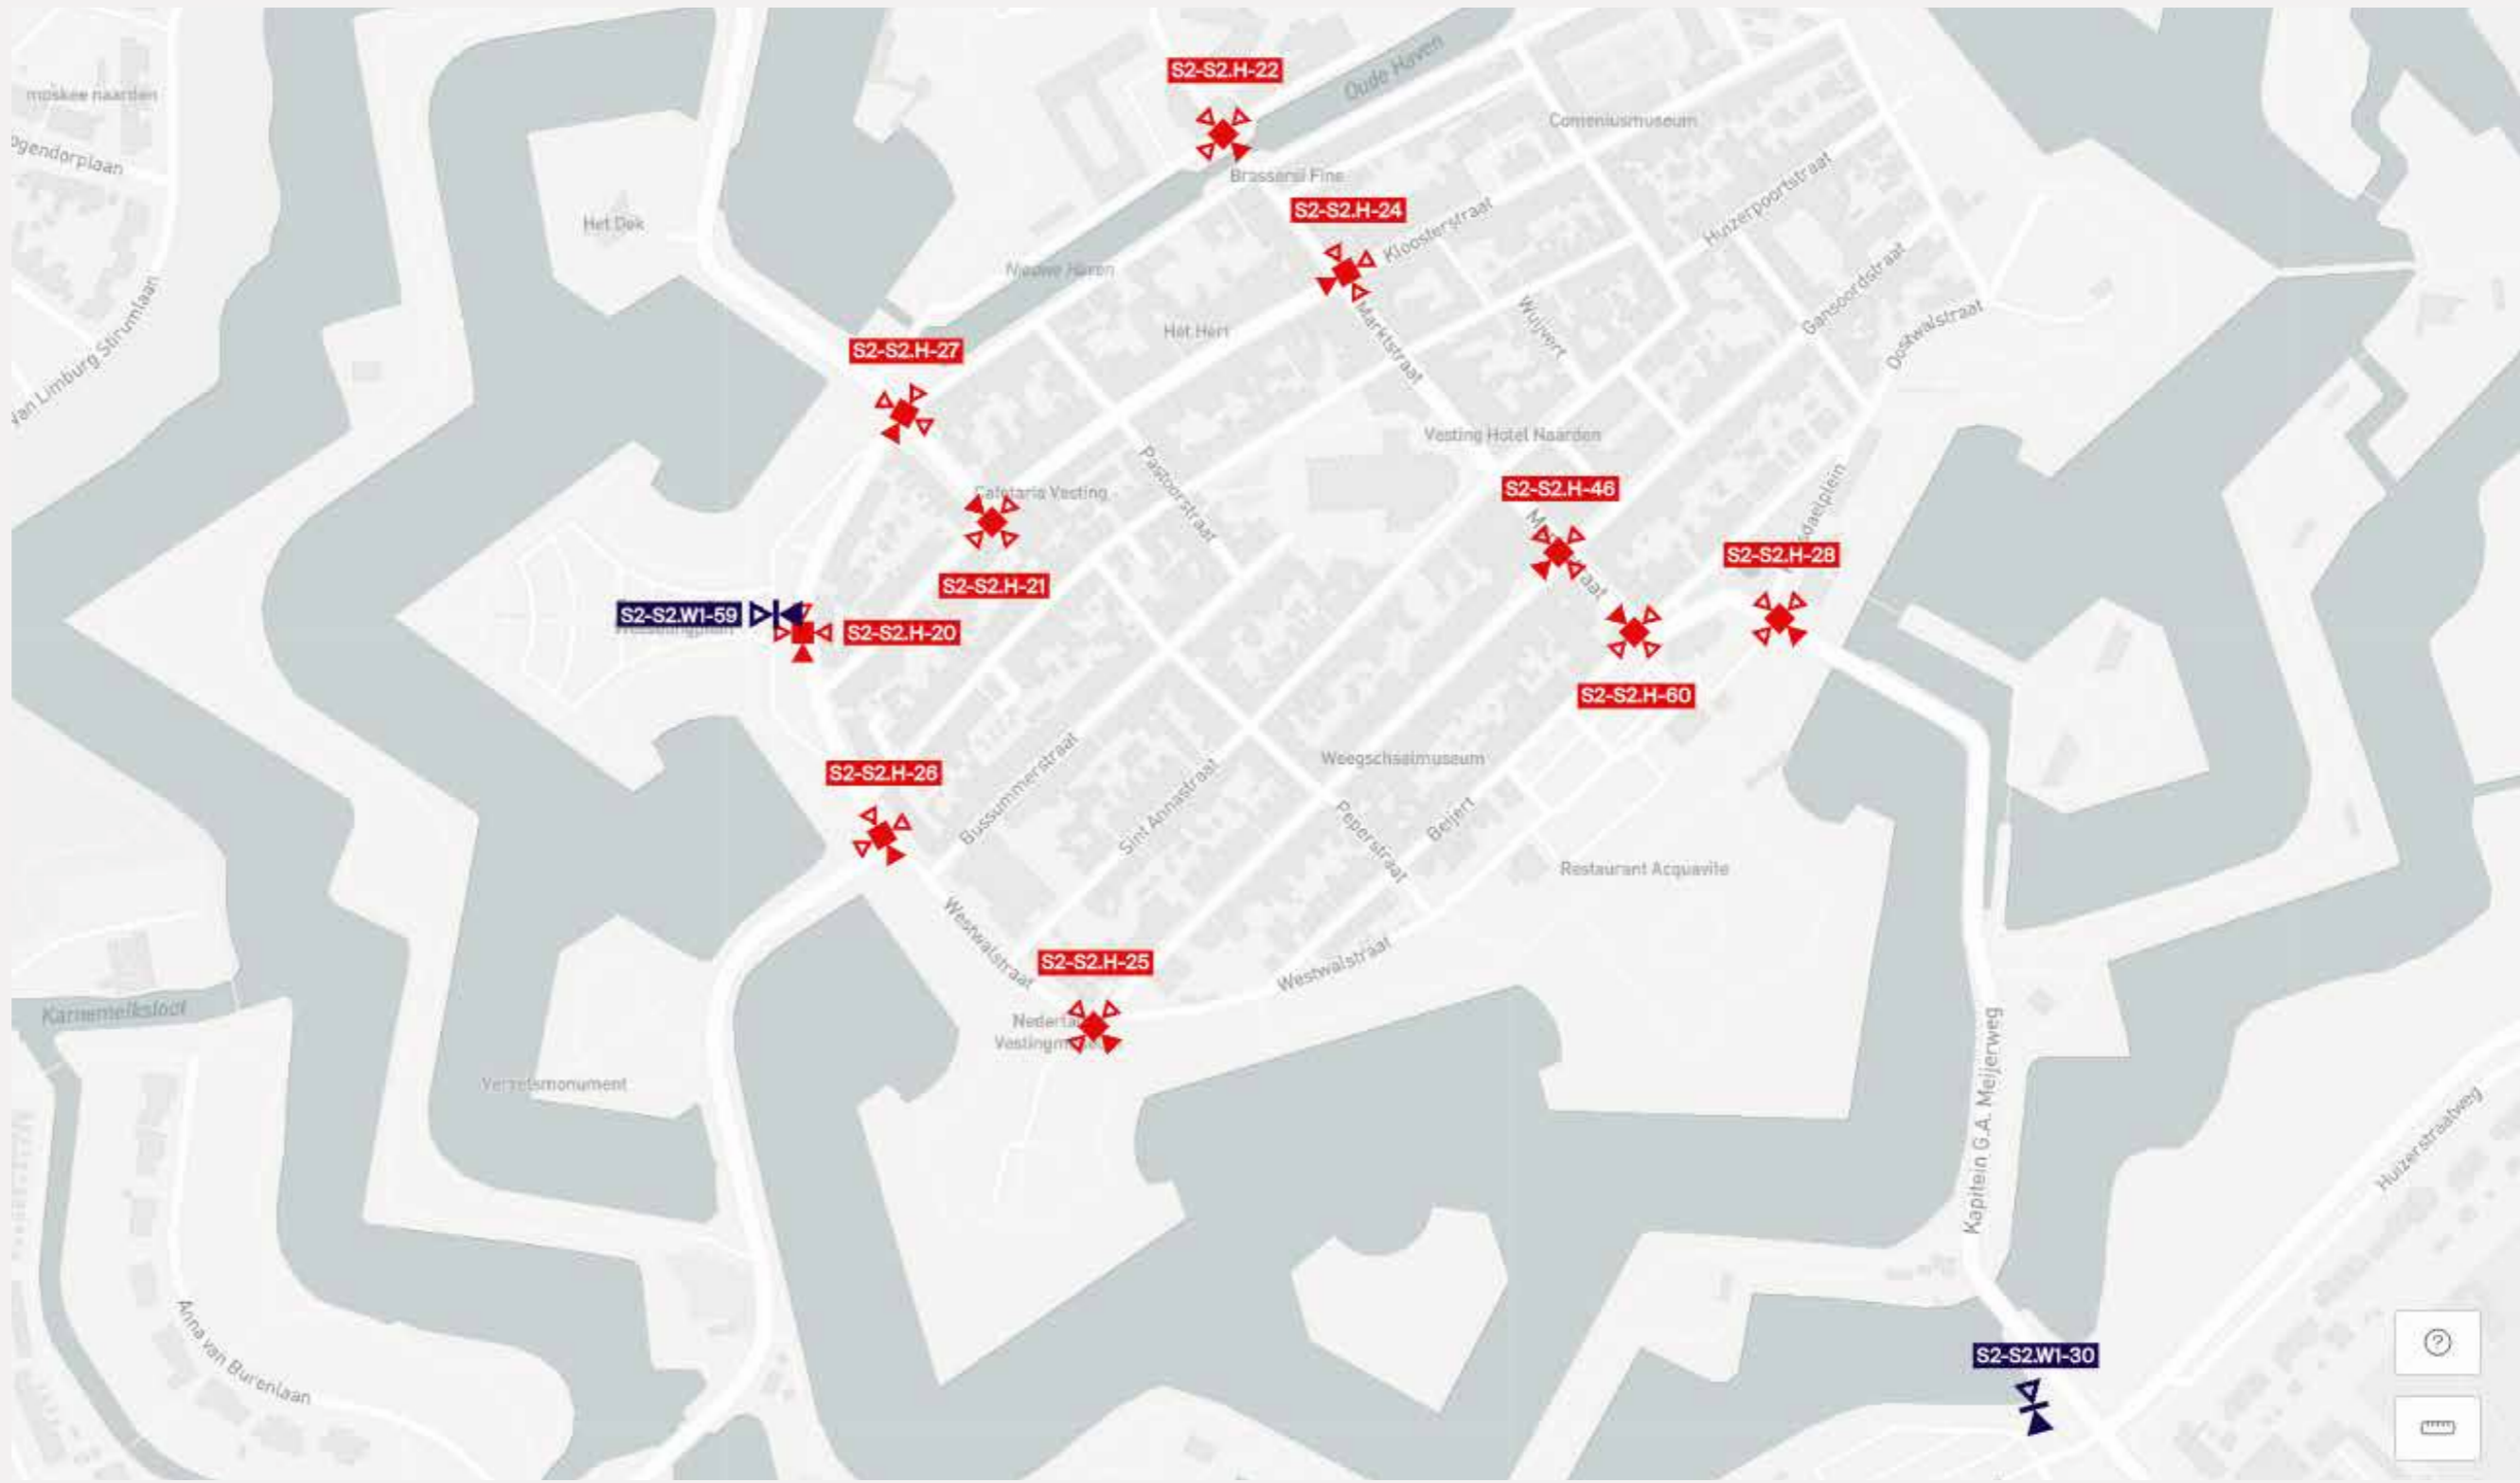 S2-S2.H-22
Oude Haven
moskee naarden
ogendorplaan
Comeniusmuseum
Brasserij Fine
Huizerpoortstraat
S2-S2.H-24
Kloosterstraat
Het Dok
Nieuwe Haven
Gansoordstraat
Van Limburg Stirumlaan
Het Hert
Marktstraat
Wuijvert
Oostwalstraat
S2-S2.H-27
Vesting Hotel Naarden
Cafetaria Vesting
Pastoorstraat
S2-S2.H-46
S2-S2.H-28
S2-S2.H-21
S2-S2.W1-59
S2-S2.H-20
S2-S2.H-60
S2-S2.H-26
Bussummerstraat
Sint Annastraat
Weegschaalmuseum
Peperstraat
Beijert
Restaurant Acquavite
Westwalstraat
S2-S2.H-25
Westwalstraat
Karnemelksloot
Verzetsmonument
Kapitein G.A. Meijerweg
Huizerstraatweg
Anna van Burenlaan
S2-S2.W1-30